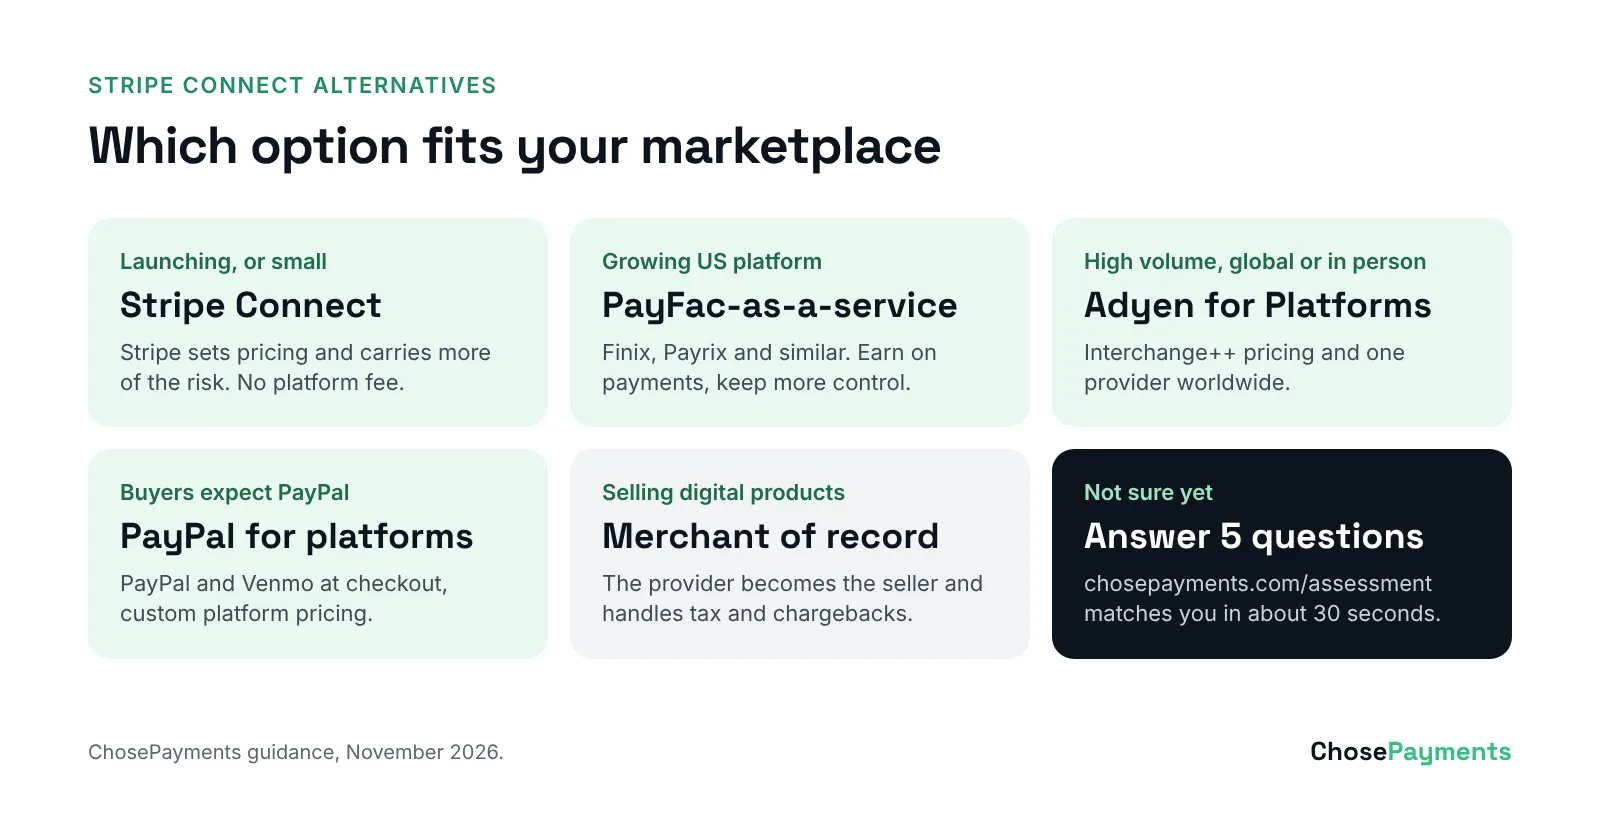 STRIPE CONNECT ALTERNATIVES
Which option fits your marketplace
Launching, or small
Stripe Connect
Stripe sets pricing and carries more
of the risk. No platform fee.
Growing US platform
PayFac-as-a-service
Finix, Payrix and similar. Earn on
payments, keep more control.
High volume, global or in person
Adyen for Platforms
Interchange++ pricing and one
provider worldwide.
Buyers expect PayPal
PayPal for platforms
PayPal and Venmo at checkout,
custom platform pricing.
Selling digital products
Merchant of record
The provider becomes the seller and
handles tax and chargebacks.
Not sure yet
Answer 5 questions
chosepayments.com/assessment
matches you in about 30 seconds.
ChosePayments guidance, November 2026.
ChosePayments